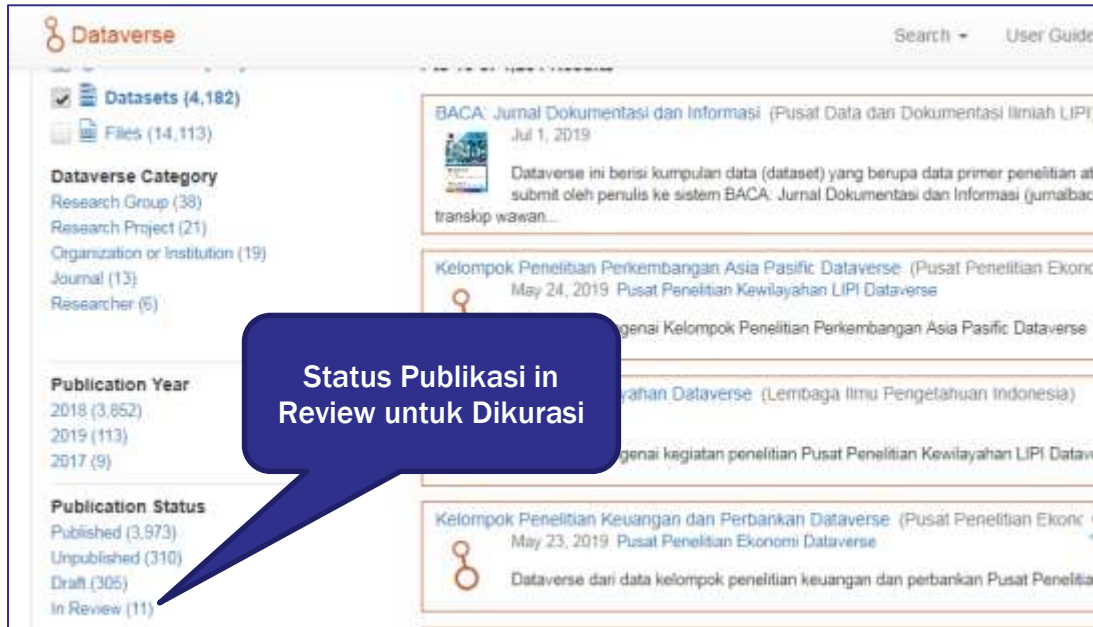 Dataverse
Search
User Guide
Datasets (4,182)
Files (14,113)
Dataverse Category
Research Group (38)
Research Project (21)
Organization or Institution (19)
Journal (13)
Researcher (6)
Publication Year
2018 (3,852)
2019 (113)
2017 (9)
Publication Status
Published (3,973)
Unpublished (310)
Draft (305)
In Review (11)
Status Publikasi in
Review untuk Dikurasi
BACA: Jurnal Dokumentasi dan Informasi (Pusat Data dan Dokumentasi Ilmiah LIPI)
Jul 1, 2019
Dataverse ini berisi kumpulan data (dataset) yang berupa data primer penelitian at
submit oleh penulis ke sistem BACA: Jurnal Dokumentasi dan Informasi (jurnalbac
transkip wawan...
Kelompok Penelitian Perkembangan Asia Pasific Dataverse (Pusat Penelitian Ekono
May 24, 2019 Pusat Penelitian Kewilayahan LIPI Dataverse
genai Kelompok Penelitian Perkembangan Asia Pasific Dataverse
yahan Dataverse (Lembaga Ilmu Pengetahuan Indonesia)
genai kegiatan penelitian Pusat Penelitian Kewilayahan LIPI Datave
Kelompok Penelitian Keuangan dan Perbankan Dataverse (Pusat Penelitian Ekonc
May 23, 2019 Pusat Penelitian Ekonomi Dataverse
Dataverse dari data kelompok penelitian keuangan dan perbankan Pusat Penelitia